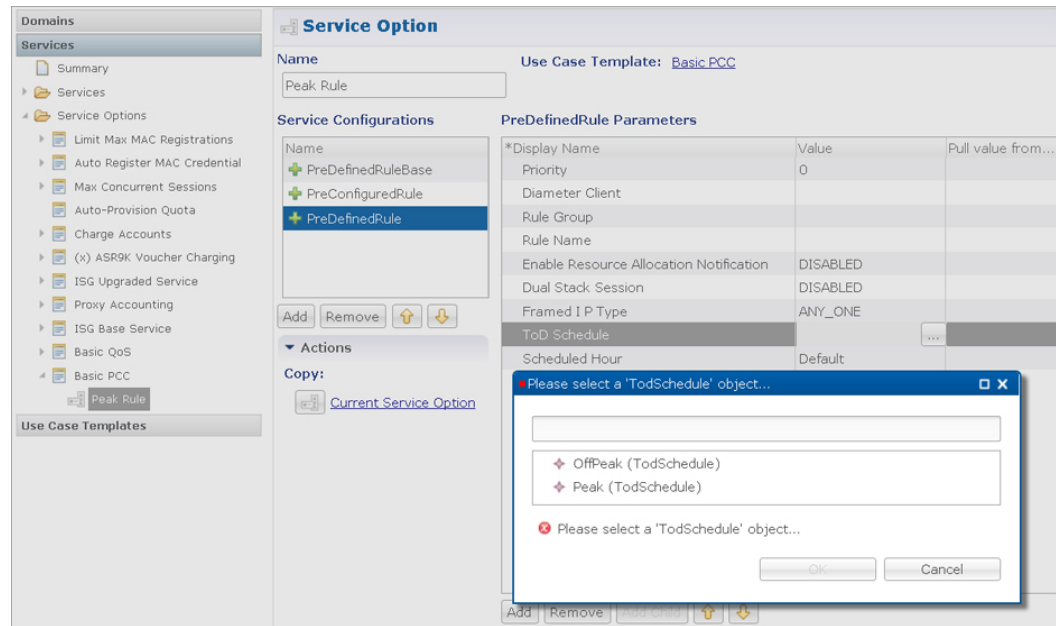 Domains
Services
Summary
Services
Service Options
Limit Max MAC Registrations
Auto Register MAC Credential
Max Concurrent Sessions
Auto-Provision Quota
Charge Accounts
(x) ASR9K Voucher Charging
ISG Upgraded Service
Proxy Accounting
ISG Base Service
Basic QoS
Basic PCC
Peak Rule
Use Case Templates
Service Option
Name
Use Case Template: Basic PCC
Peak Rule
Service Configurations
Name
PreDefinedRuleBase
PreConfiguredRule
PreDefinedRule
Add Remove
Actions
Copy:
Current Service Option
PreDefinedRule Parameters
*Display Name Value Pull value from...
Priority 0
Diameter Client
Rule Group
Rule Name
Enable Resource Allocation Notification DISABLED
Dual Stack Session DISABLED
Framed I P Type ANY_ONE
ToD Schedule ...
Scheduled Hour Default
Please select a 'TodSchedule' object...
OffPeak (TodSchedule)
Peak (TodSchedule)
Please select a 'TodSchedule' object...
OK Cancel
Add Remove Add Child